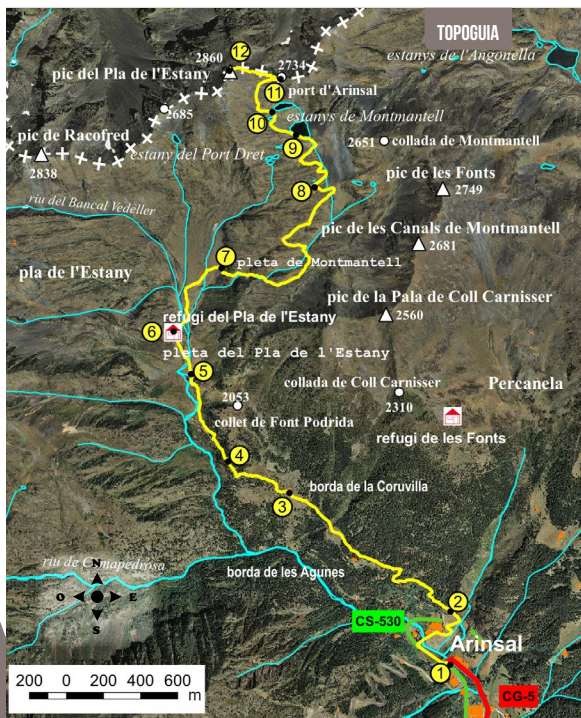 TOPOGUIA
12
2860
2734
estanys de l'Angonella
pic del Pla de l'Estany
11
port d'Arinsal
2685
10
estanys de Montmantell
pic de Racofred
2651
collada de Montmantell
estany del Port Dret
9
2838
pic de les Fonts
8
2749
riu del Bancal Vedeller
pic de les Canals de Montmantell
2681
7
pleta de Montmantell
pla de l'Estany
pic de la Pala de Coll Carnisser
refugi del Pla de l'Estany
2560
6
pleta del Pla de l'Estany
5
collada de Coll Carnisser
Percanela
2053
2310
collet de Font Podrida
refugi de les Fonts
4
borda de la Coruvilla
3
riu de Comapedrosa
borda de les Agunes
N
O
E
S
2
CS-530
Arinsal
1
200 0 200 400 600
m
CG-5